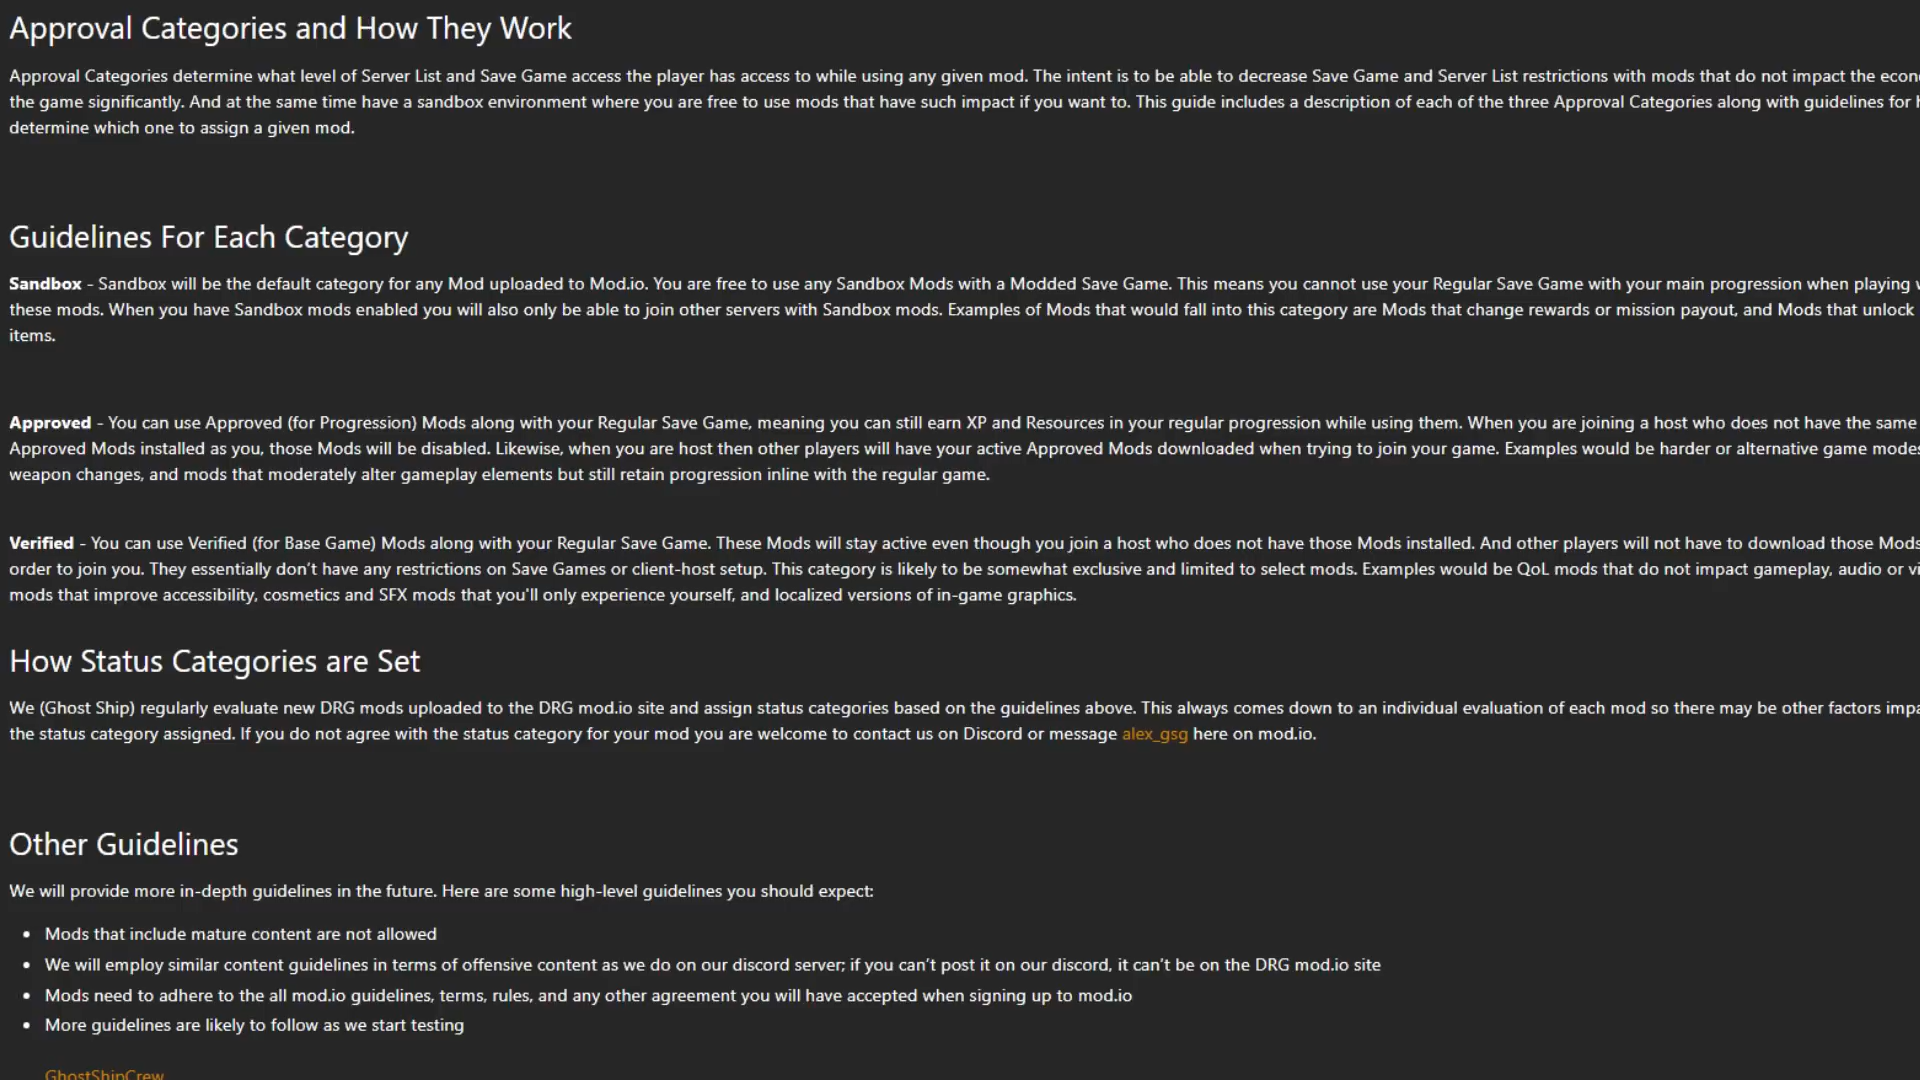 Approval Categories and How They Work
Approval Categories determine what level of Server List and Save Game access the player has access to while using any given mod. The intent is to be able to decrease Save Game and Server List restrictions with mods that do not impact the
the game significantly. And at the same time have a sandbox environment where you are free to use mods that have such impact if you want to. This guide includes a description of each of the three Approval Categories along with guidelines for
determine which one to assign a given mod.
Guidelines For Each Category
Sandbox - Sandbox will be the default category for any Mod uploaded to Mod.io. You are free to use any Sandbox Mods with a Modded Save Game. This means you cannot use your Regular Save Game with your main progression when playing
these mods. When you have Sandbox mods enabled you will also only be able to join other servers with Sandbox mods. Examples of Mods that would fall into this category are Mods that change rewards or mission payout, and Mods that unlock
items.
Approved - You can use Approved (for Progression) Mods along with your Regular Save Game, meaning you can still earn XP and Resources in your regular progression while using them. When you are joining a host who does not have the same
Approved Mods installed as you, those Mods will be disabled. Likewise, when you are host then other players will have your active Approved Mods downloaded when trying to join your game. Examples would be harder or alternative game modes
weapon changes, and mods that moderately alter gameplay elements but still retain progression inline with the regular game.
Verified - You can use Verified (for Base Game) Mods along with your Regular Save Game. These Mods will stay active even though you join a host who does not have those Mods installed. And other players will not have to download those Mods
order to join you. They essentially don’t have any restrictions on Save Games or client-host setup. This category is likely to be somewhat exclusive and limited to select mods. Examples would be QoL mods that do not impact gameplay, audio or
mods that improve accessibility, cosmetics and SFX mods that you'll only experience yourself, and localized versions of in-game graphics.
How Status Categories are Set
We (Ghost Ship) regularly evaluate new DRG mods uploaded to the DRG mod.io site and assign status categories based on the guidelines above. This always comes down to an individual evaluation of each mod so there may be other factors
the status category assigned. If you do not agree with the status category for your mod you are welcome to contact us on Discord or message alex_gsg here on mod.io.
Other Guidelines
We will provide more in-depth guidelines in the future. Here are some high-level guidelines you should expect:
• Mods that include mature content are not allowed
• We will employ similar content guidelines in terms of offensive content as we do on our discord server; if you can’t post it on our discord, it can’t be on the DRG mod.io site
• Mods need to adhere to the all mod.io guidelines, terms, rules, and any other agreement you will have accepted when signing up to mod.io
• More guidelines are likely to follow as we start testing
GhostShipCrew